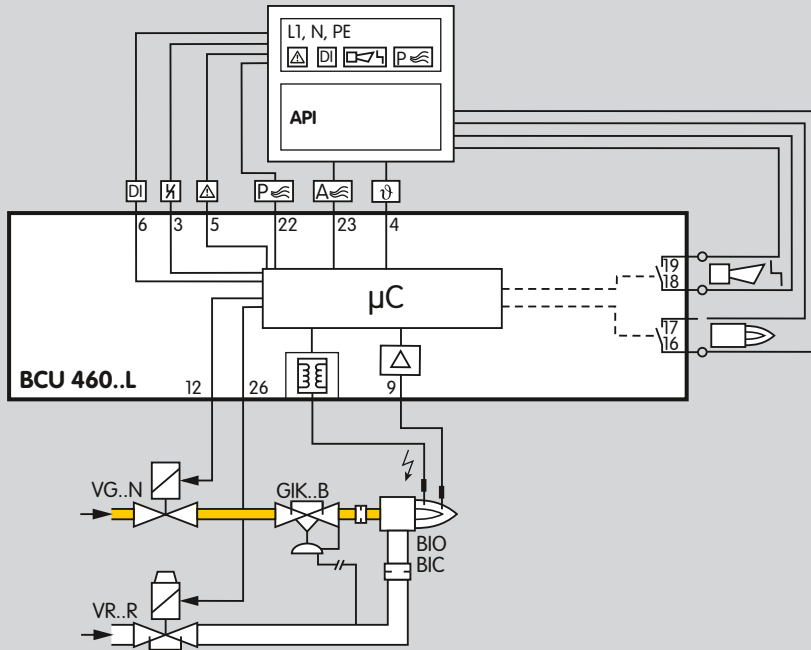 L1, N, PE
DI
P
API
DI
P
A
ϑ
6
3
5
22
23
4
µC
19
18
17
16
BCU 460..L
12
26
9
VG..N
GIK..B
BIO
BIC
VR..R